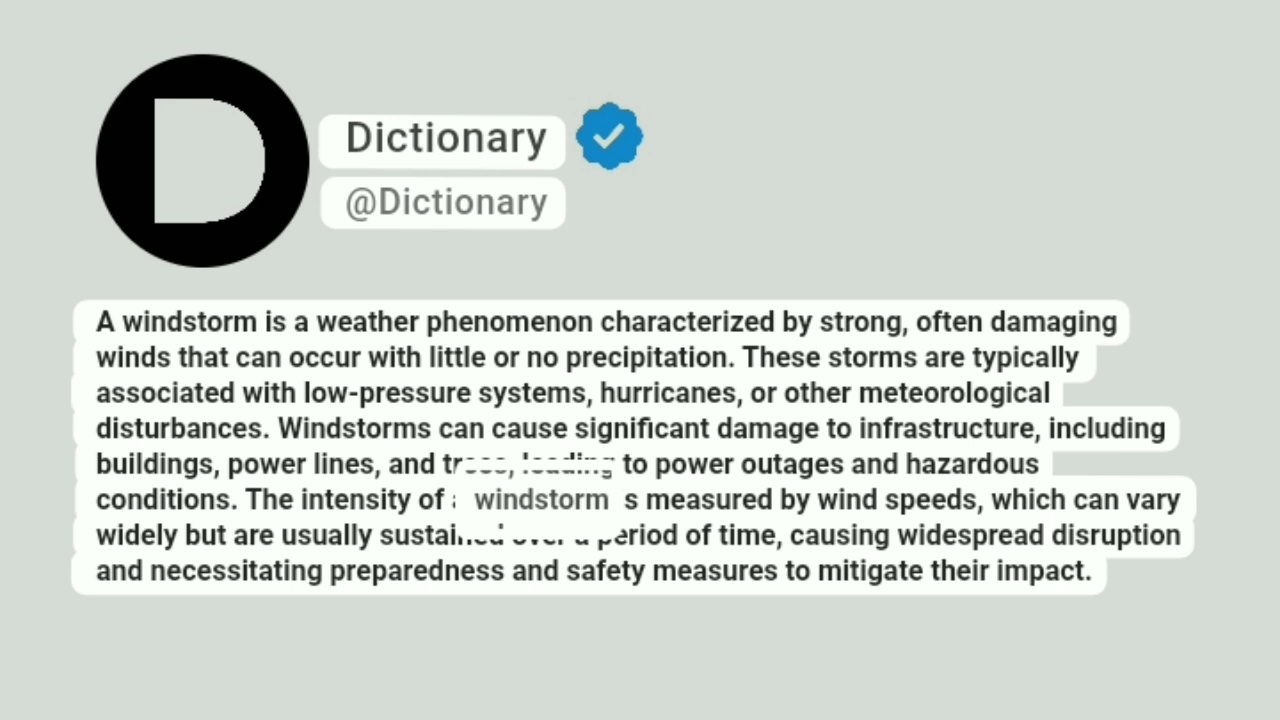 D
Dictionary
@Dictionary
A windstorm is a weather phenomenon characterized by strong, often damaging
winds that can occur with little or no precipitation. These storms are typically
associated with low-pressure systems, hurricanes, or other meteorological
disturbances. Windstorms can cause significant damage to infrastructure, including
buildings, power lines, and trees, leading to power outages and hazardous
conditions. The intensity of windstorm s measured by wind speeds, which can vary
widely but are usually sustained over a period of time, causing widespread disruption
and necessitating preparedness and safety measures to mitigate their impact.